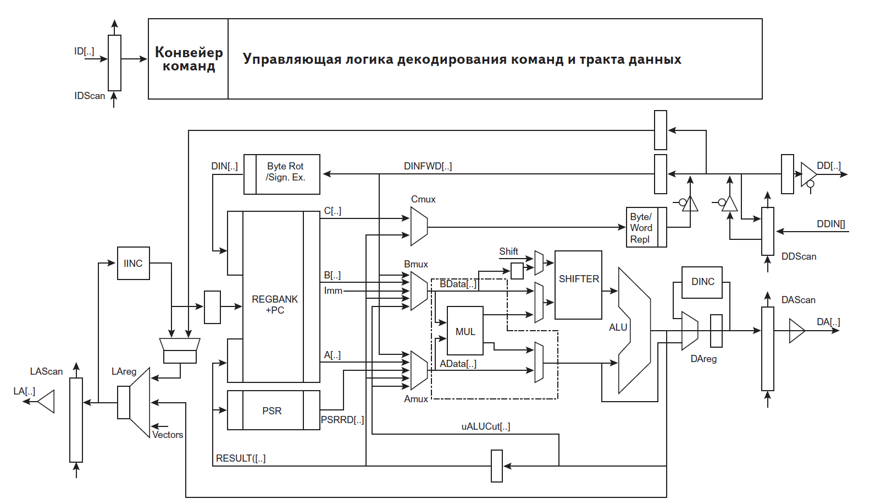 ID[..]
Конвейер
команд
Управляющая логика декодирования команд и тракта данных
IDScan
DIN[..]
Byte Rot
/Sign. Ex.
DINFWD[..]
DD[..]
C[..]
Cmux
Byte/
Word
Repl
DDIN[]
DDScan
IINC
REGBANK
+PC
B[..]
Imm
Bmux
BData[..]
Shift
SHIFTER
DINC
DAScan
DA[..]
MUL
ALU
DAreg
A[..]
AData[..]
Amux
LAScan
LAreg
LA[..]
Vectors
PSR
PSRRD[..]
uALUCut[..]
RESULT([..)